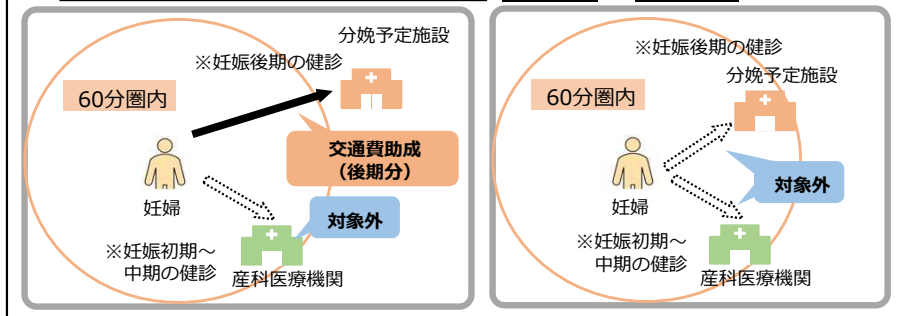 分娩予定施設
※妊娠後期の健診
60分圏内
交通費助成
（後期分）
妊婦
対象外
※妊娠初期～
中期の健診
産科医療機関
※妊娠後期の健診
分娩予定施設
60分圏内
対象外
妊婦
※妊娠初期～
中期の健診
産科医療機関